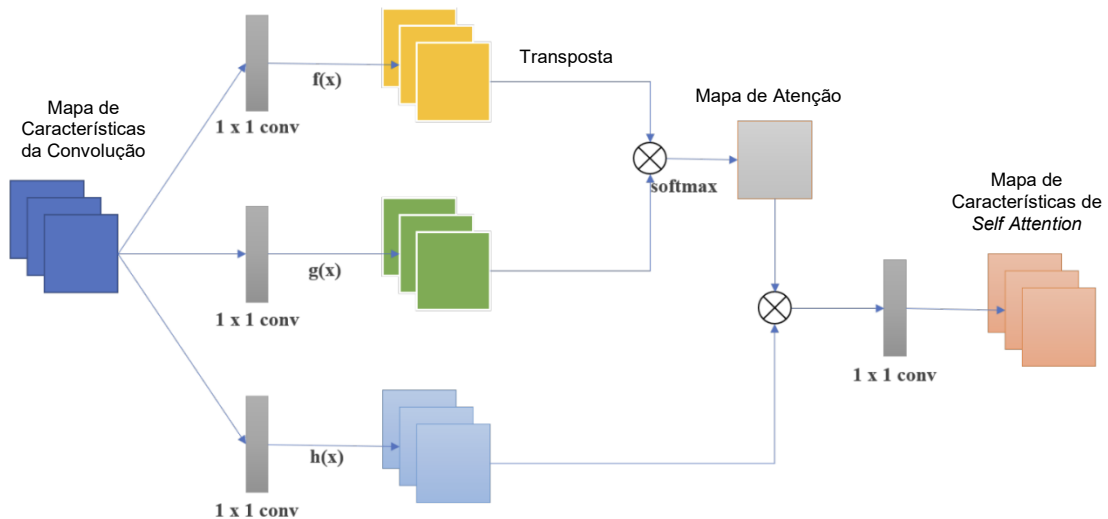 Mapa de
Características
da Convolução
1 x 1 conv
f(x)
Transposta
1 x 1 conv
g(x)
1 x 1 conv
h(x)
softmax
Mapa de Atenção
1 x 1 conv
Mapa de
Características de
Self Attention